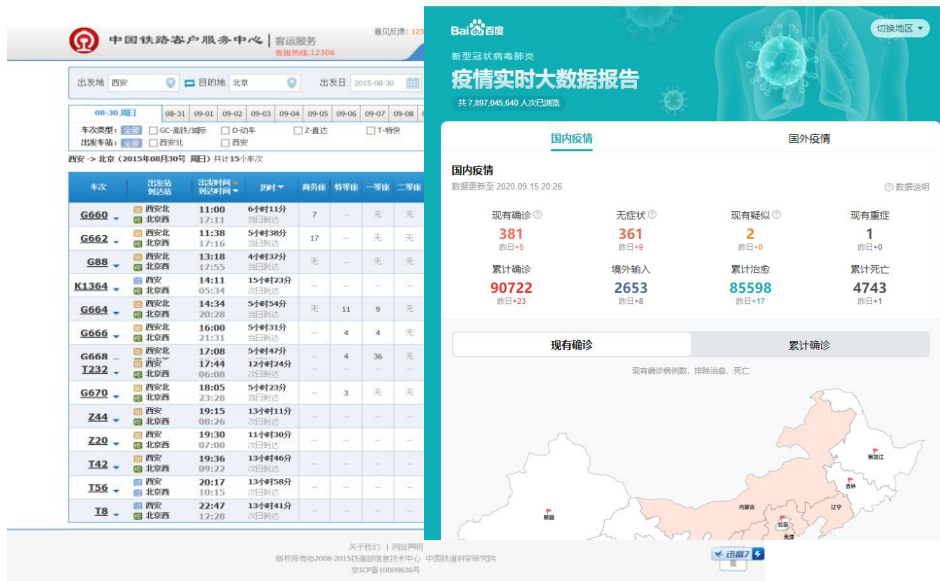 中国铁路客户服务中心 | 客运服务
客服热线:12306
意见反馈: 123
出发地 西安 目的地 北京 出发日 2015-08-30
08-30 周日 08-31 09-01 09-02 09-03 09-04 09-05 09-06 09-07 09-08
车次类型: 全部 GC-高铁/城际 D-动车 Z-直达 T-特快
出发车站: 全部 西安北 西安
西安 -> 北京（2015年08月30号 周日）共计15个车次
车次 出发站 到达站 出发时间 到达时间 历时 商务座 特等座 一等座 二等座
G660 西安北 11:00 6小时11分 7 -- 无 无
北京西 17:11 当日到达
G662 西安北 11:38 5小时38分 17 -- 无 无
北京西 17:16 当日到达
G88 西安北 13:18 4小时37分 无 -- 无 无
北京西 17:55 当日到达
K1364 西安 14:11 15小时23分 -- -- -- --
北京西 05:34 次日到达
G664 西安北 14:34 5小时54分 无 11 9 无
北京西 20:28 当日到达
G666 西安北 16:00 5小时31分 -- 4 4 无
北京西 21:31 当日到达
G668 西安北 17:08 5小时47分 -- 4 36 无
T232 西安 17:44 12小时24分 -- -- -- --
北京西 06:08 次日到达
G670 西安北 18:05 5小时23分 -- 3 无 无
北京西 23:28 当日到达
Z44 西安 19:15 13小时11分 -- -- -- --
北京西 08:26 次日到达
Z20 西安 19:30 11小时30分 -- -- -- --
北京西 07:00 次日到达
T42 西安 19:36 13小时46分 -- -- -- --
北京西 09:22 次日到达
T56 西安 20:17 13小时58分 -- -- -- --
北京西 10:15 次日到达
T8 西安 22:47 13小时41分 -- -- -- --
北京西 12:28 次日到达
关于我们 | 网站声明
版权所有©2008-2015铁道部信息技术中心 中国铁道科学研究院
京ICP备10009636号
迅雷7
Bai百度
切换地区
新型冠状病毒肺炎
疫情实时大数据报告
共 7,897,045,640 人次已浏览
国内疫情 国外疫情
国内疫情
数据更新至 2020.09.15 20:26 数据说明
现有确诊 无症状 现有疑似 现有重症
381 361 2 1
昨日+5 昨日+9 昨日+0 昨日+0
累计确诊 境外输入 累计治愈 累计死亡
90722 2653 85598 4743
昨日+23 昨日+8 昨日+17 昨日+1
现有确诊 累计确诊
现有确诊病例数，排除治愈、死亡
黑龙江
吉林
内蒙古 辽宁
新疆 北京
天津